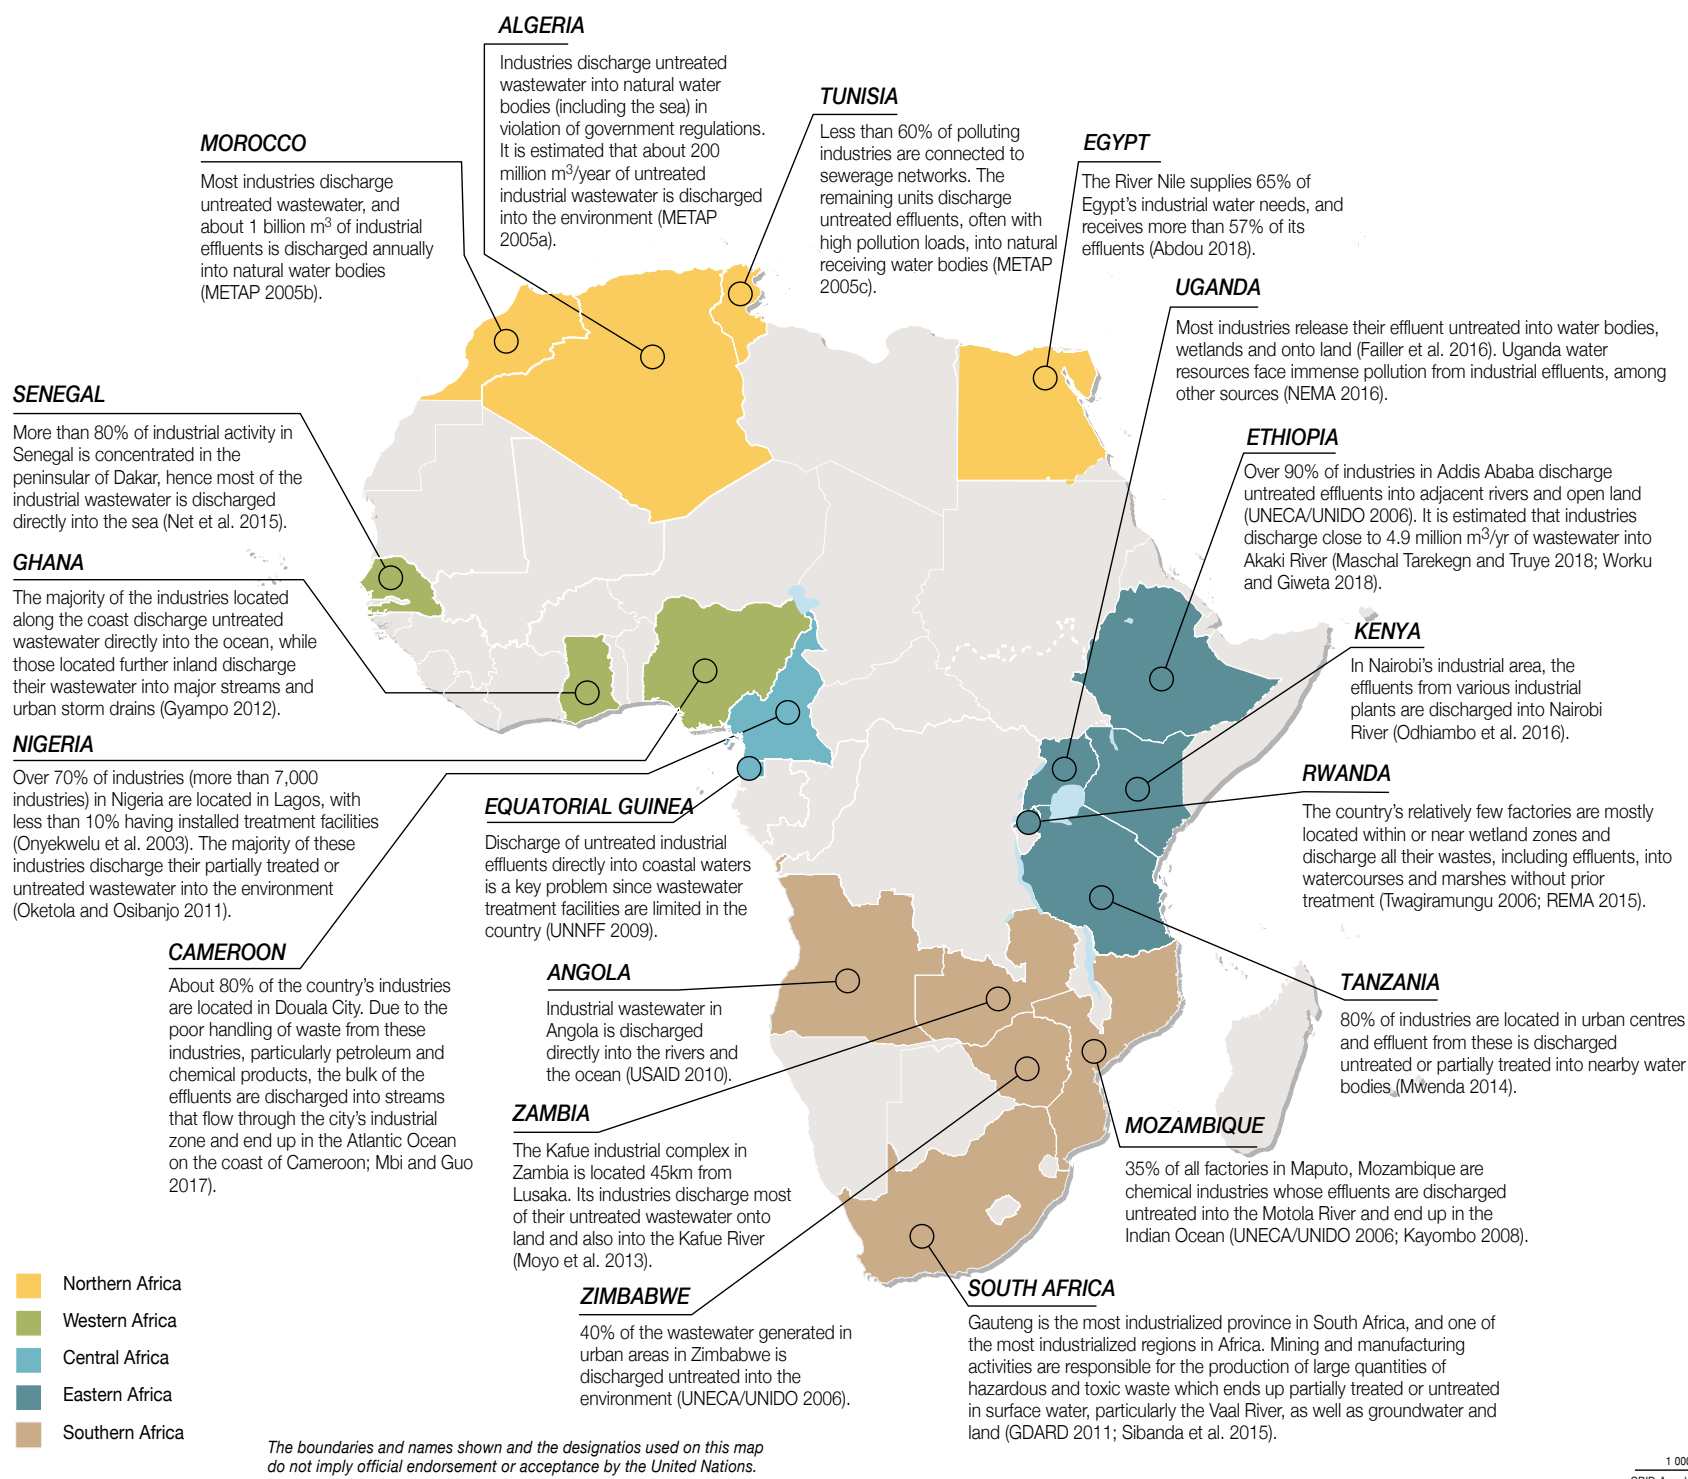 ALGERIA
Industries discharge untreated
wastewater into natural water
bodies (including the sea) in
violation of government regulations.
It is estimated that about 200
million m³/year of untreated
industrial wastewater is discharged
into the environment (METAP
2005a).
TUNISIA
Less than 60% of polluting
industries are connected to
sewerage networks. The
remaining units discharge
untreated effluents, often with
high pollution loads, into natural
receiving water bodies (METAP
2005c).
MOROCCO
Most industries discharge
untreated wastewater, and
about 1 billion m³ of industrial
effluents is discharged annually
into natural water bodies
(METAP 2005b).
EGYPT
The River Nile supplies 65% of
Egypt's industrial water needs, and
receives more than 57% of its
effluents (Abdou 2018).
UGANDA
Most industries release their effluent untreated into water bodies,
wetlands and onto land (Failler et al. 2016). Uganda water
resources face immense pollution from industrial effluents, among
other sources (NEMA 2016).
SENEGAL
More than 80% of industrial activity in
Senegal is concentrated in the
peninsular of Dakar, hence most of the
industrial wastewater is discharged
directly into the sea (Net et al. 2015).
ETHIOPIA
Over 90% of industries in Addis Ababa discharge
untreated effluents into adjacent rivers and open land
(UNECA/UNIDO 2006). It is estimated that industries
discharge close to 4.9 million m³/yr of wastewater into
Akaki River (Maschal Tarekegn and Truye 2018; Worku
and Giweta 2018).
GHANA
The majority of the industries located
along the coast discharge untreated
wastewater directly into the ocean, while
those located further inland discharge
their wastewater into major streams and
urban storm drains (Gyampo 2012).
KENYA
In Nairobi's industrial area, the
effluents from various industrial
plants are discharged into Nairobi
River (Odhiambo et al. 2016).
NIGERIA
Over 70% of industries (more than 7,000
industries) in Nigeria are located in Lagos, with
less than 10% having installed treatment facilities
(Onyekwelu et al. 2003). The majority of these
industries discharge their partially treated or
untreated wastewater into the environment
(Oketola and Osibanjo 2011).
EQUATORIAL GUINEA
Discharge of untreated industrial
effluents directly into coastal waters
is a key problem since wastewater
treatment facilities are limited in the
country (UNNFF 2009).
RWANDA
The country's relatively few factories are mostly
located within or near wetland zones and
discharge all their wastes, including effluents, into
watercourses and marshes without prior
treatment (Twagiramungu 2006; REMA 2015).
CAMEROON
About 80% of the country's industries
are located in Douala City. Due to the
poor handling of waste from these
industries, particularly petroleum and
chemical products, the bulk of the
effluents are discharged into streams
that flow through the city's industrial
zone and end up in the Atlantic Ocean
on the coast of Cameroon; Mbi and Guo
2017).
ANGOLA
Industrial wastewater in
Angola is discharged
directly into the rivers and
the ocean (USAID 2010).
TANZANIA
80% of industries are located in urban centres
and effluent from these is discharged
untreated or partially treated into nearby water
bodies (Mwenda 2014).
ZAMBIA
The Kafue industrial complex in
Zambia is located 45km from
Lusaka. Its industries discharge most
of their untreated wastewater onto
land and also into the Kafue River
(Moyo et al. 2013).
MOZAMBIQUE
35% of all factories in Maputo, Mozambique are
chemical industries whose effluents are discharged
untreated into the Motola River and end up in the
Indian Ocean (UNECA/UNIDO 2006; Kayombo 2008).
ZIMBABWE
40% of the wastewater generated in
urban areas in Zimbabwe is
discharged untreated into the
environment (UNECA/UNIDO 2006).
SOUTH AFRICA
Gauteng is the most industrialized province in South Africa, and one of
the most industrialized regions in Africa. Mining and manufacturing
activities are responsible for the production of large quantities of
hazardous and toxic waste which ends up partially treated or untreated
in surface water, particularly the Vaal River, as well as groundwater and
land (GDARD 2011; Sibanda et al. 2015).
Northern Africa
Western Africa
Central Africa
Eastern Africa
Southern Africa
The boundaries and names shown and the designatios used on this map
do not imply official endorsement or acceptance by the United Nations.